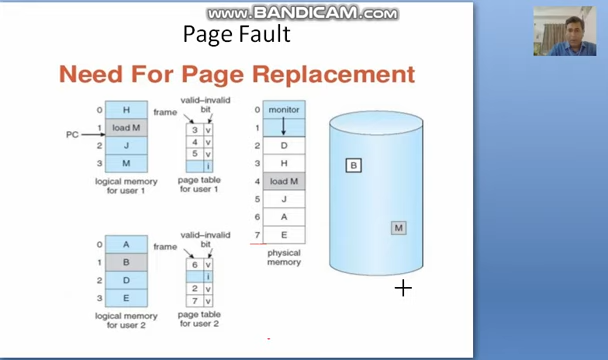 www.BANDICAM.com
Page Fault
Need For Page Replacement
valid–invalid
frame bit
0 H
PC 1 load M
2 J
3 M
3 v
4 v
5 v
i
logical memory
for user 1
page table
for user 1
valid–invalid
frame bit
0 A
1 B
2 D
3 E
6 v
i
2 v
7 v
logical memory
for user 2
page table
for user 2
0 monitor
1
2 D
3 H
4 load M
5 J
6 A
7 E
physical
memory
B
M